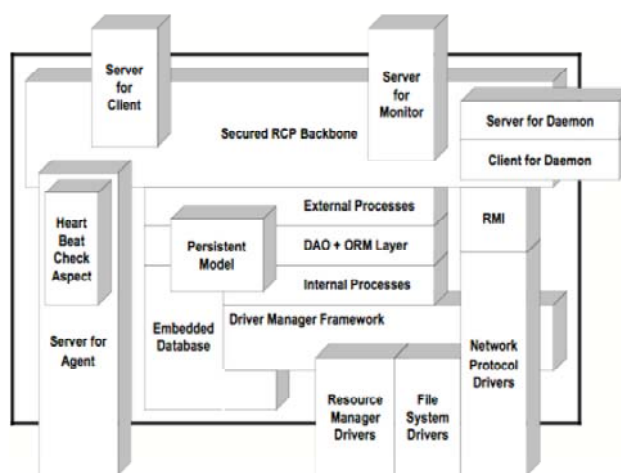 Server
for
Client
Server
for
Monitor
Secured RCP Backbone
Server for Daemon
Client for Daemon
External Processes
RMI
Heart
Beat
Check
Aspect
Persistent
Model
DAO + ORM Layer
Internal Processes
Driver Manager Framework
Embedded
Database
Server for
Agent
Network
Protocol
Drivers
Resource
Manager
Drivers
File
System
Drivers